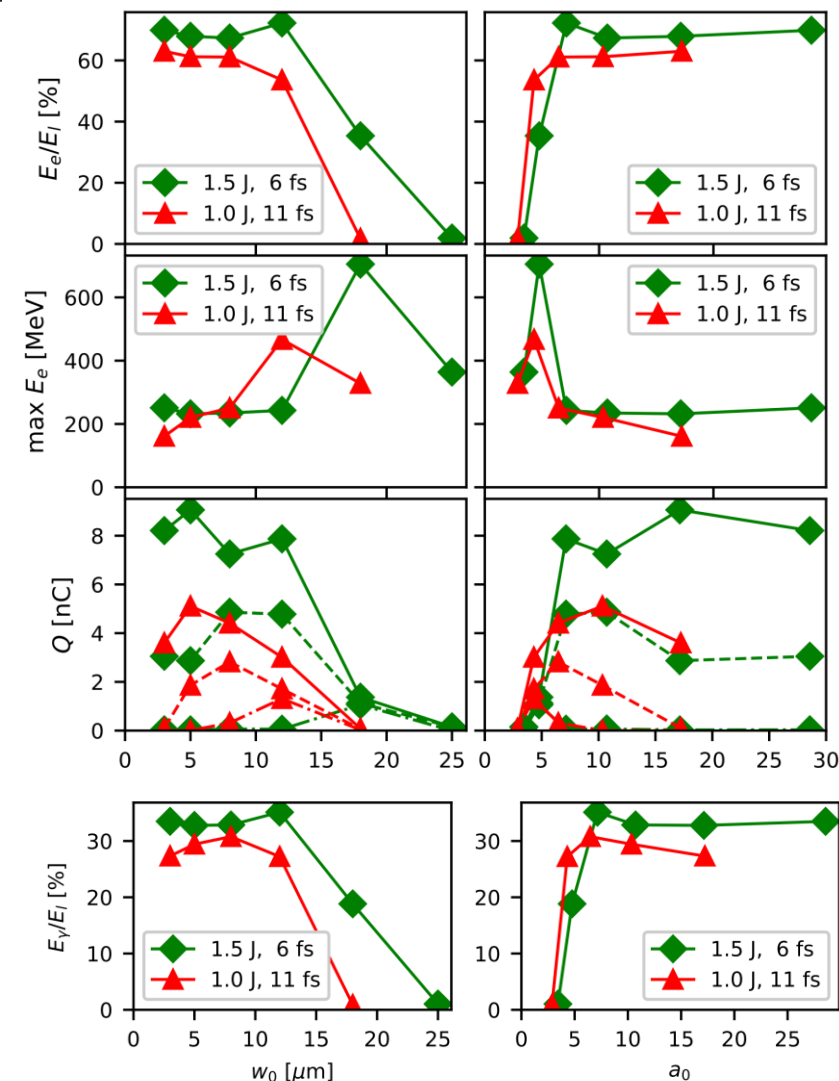 E_e/E_l [%]
60
40
20
0
1.5 J, 6 fs
1.0 J, 11 fs
1.5 J, 6 fs
1.0 J, 11 fs
max E_e [MeV]
600
400
200
0
1.5 J, 6 fs
1.0 J, 11 fs
1.5 J, 6 fs
1.0 J, 11 fs
Q [nC]
8
6
4
2
0
0 5 10 15 20 25
0 5 10 15 20 25 30
E_γ/E_l [%]
30
20
10
0
1.5 J, 6 fs
1.0 J, 11 fs
1.5 J, 6 fs
1.0 J, 11 fs
0 5 10 15 20 25
0 5 10 15 20 25
w_0 [μm]
a_0